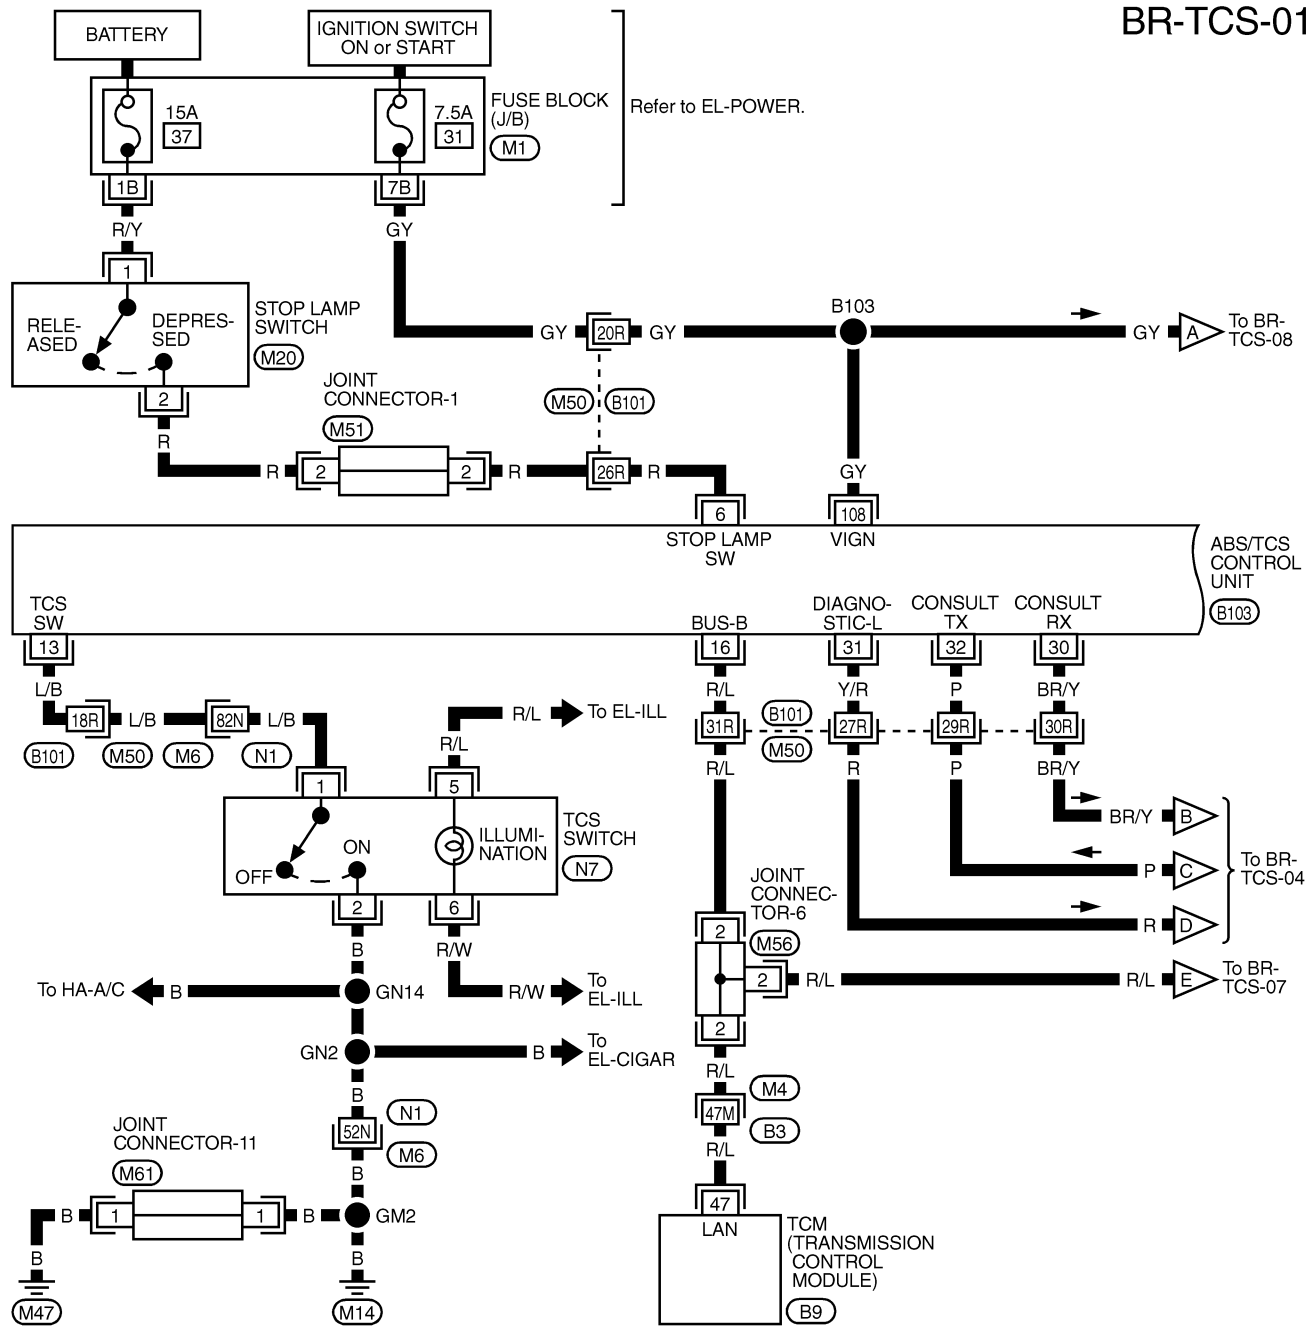 BR-TCS-01
BATTERY
IGNITION SWITCH
ON or START
15A
37
7.5A
31
FUSE BLOCK
(J/B)
M1
Refer to EL-POWER.
1B
7B
R/Y
GY
1
RELE-
ASED
DEPRES-
SED
STOP LAMP
SWITCH
M20
2
R
GY
20R
GY
B103
GY
A
To BR-
TCS-08
JOINT
CONNECTOR-1
M51
M50
B101
R
2
2
R
26R
R
GY
6
108
STOP LAMP
SW
VIGN
ABS/TCS
CONTROL
UNIT
B103
TCS
SW
BUS-B
DIAGNO-
STIC-L
CONSULT
TX
CONSULT
RX
13
16
31
32
30
L/B
R/L
Y/R
P
BR/Y
18R
L/B
82N
L/B
B101
M50
M6
N1
R/L
To EL-ILL
R/L
31R
B101
M50
27R
29R
30R
R/L
R
P
BR/Y
1
5
OFF
ON
ILLUMI-
NATION
TCS
SWITCH
N7
2
6
BR/Y
B
P
C
R
D
To BR-
TCS-04
JOINT
CONNEC-
TOR-6
M56
2
2
2
R/L
R/L
E
To BR-
TCS-07
B
R/W
To HA-A/C
B
GN14
R/W
To
EL-ILL
GN2
B
To
EL-CIGAR
B
R/L
M4
47M
B3
R/L
N1
52N
M6
B
JOINT
CONNECTOR-11
M61
B
1
1
B
GM2
B
B
M47
M14
47
LAN
TCM
(TRANSMISSION
CONTROL
MODULE)
B9